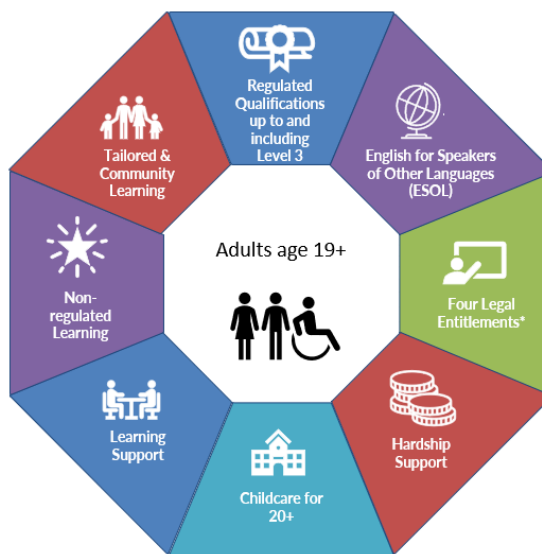 Regulated
Qualifications
up to and
including
Level 3
English for Speakers
of Other Languages
(ESOL)
Four Legal
Entitlements*
Hardship
Support
Childcare for
20+
Learning
Support
Non-
regulated
Learning
Tailored &
Community
Learning
Adults age 19+